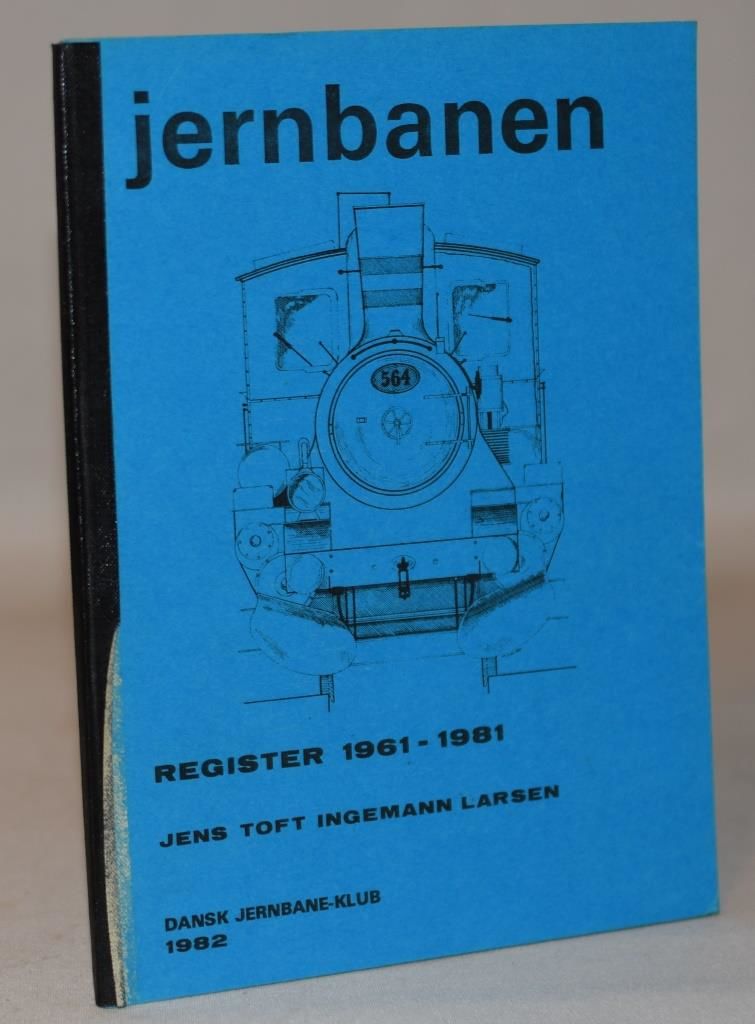 jernbanen
564
REGISTER 1961 - 1981
JENS TOFT INGEMANN LARSEN
DANSK JERNBANE-KLUB
1982